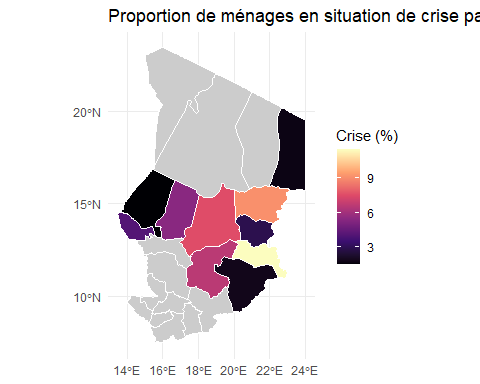 Proportion de ménages en situation de crise pa
20°N
15°N
10°N
14°E 16°E 18°E 20°E 22°E 24°E
Crise (%)
9
6
3